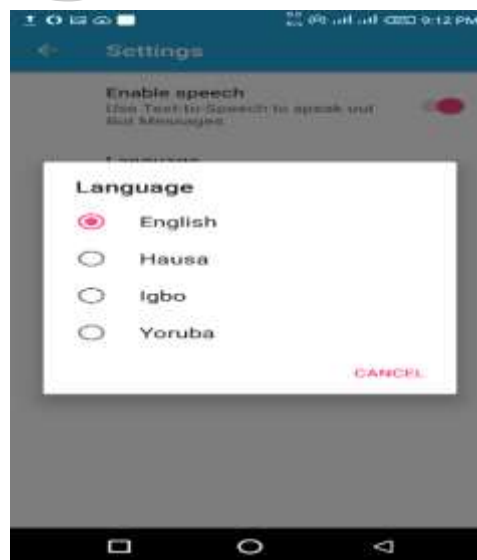 9:12 PM
Settings
Enable speech
Use Text-to-Speech to speak out
Bot Messages
Language
Language
English
Hausa
Igbo
Yoruba
CANCEL